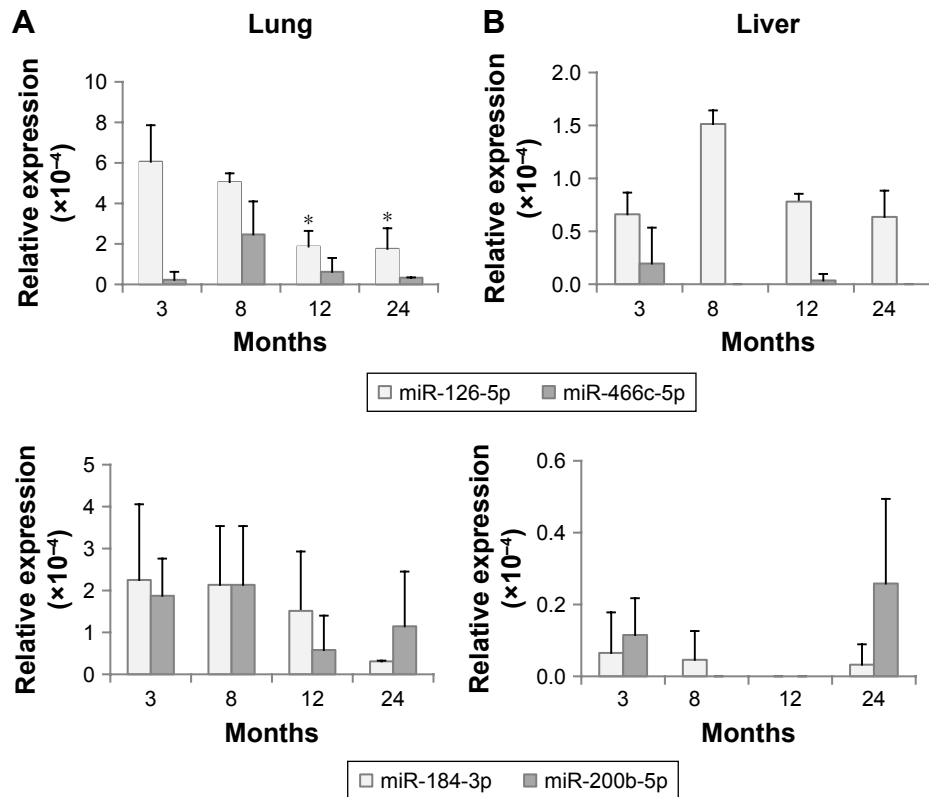 A Lung
Relative expression
(×10⁻⁴)
10
8
6
4
2
0
* *
3 8 12 24
Months
B Liver
Relative expression
(×10⁻⁴)
2.0
1.5
1.0
0.5
0.0
3 8 12 24
Months
miR-126-5p miR-466c-5p
Relative expression
(×10⁻⁴)
5
4
3
2
1
0
3 8 12 24
Months
Relative expression
(×10⁻⁴)
0.6
0.4
0.2
0.0
3 8 12 24
Months
miR-184-3p miR-200b-5p